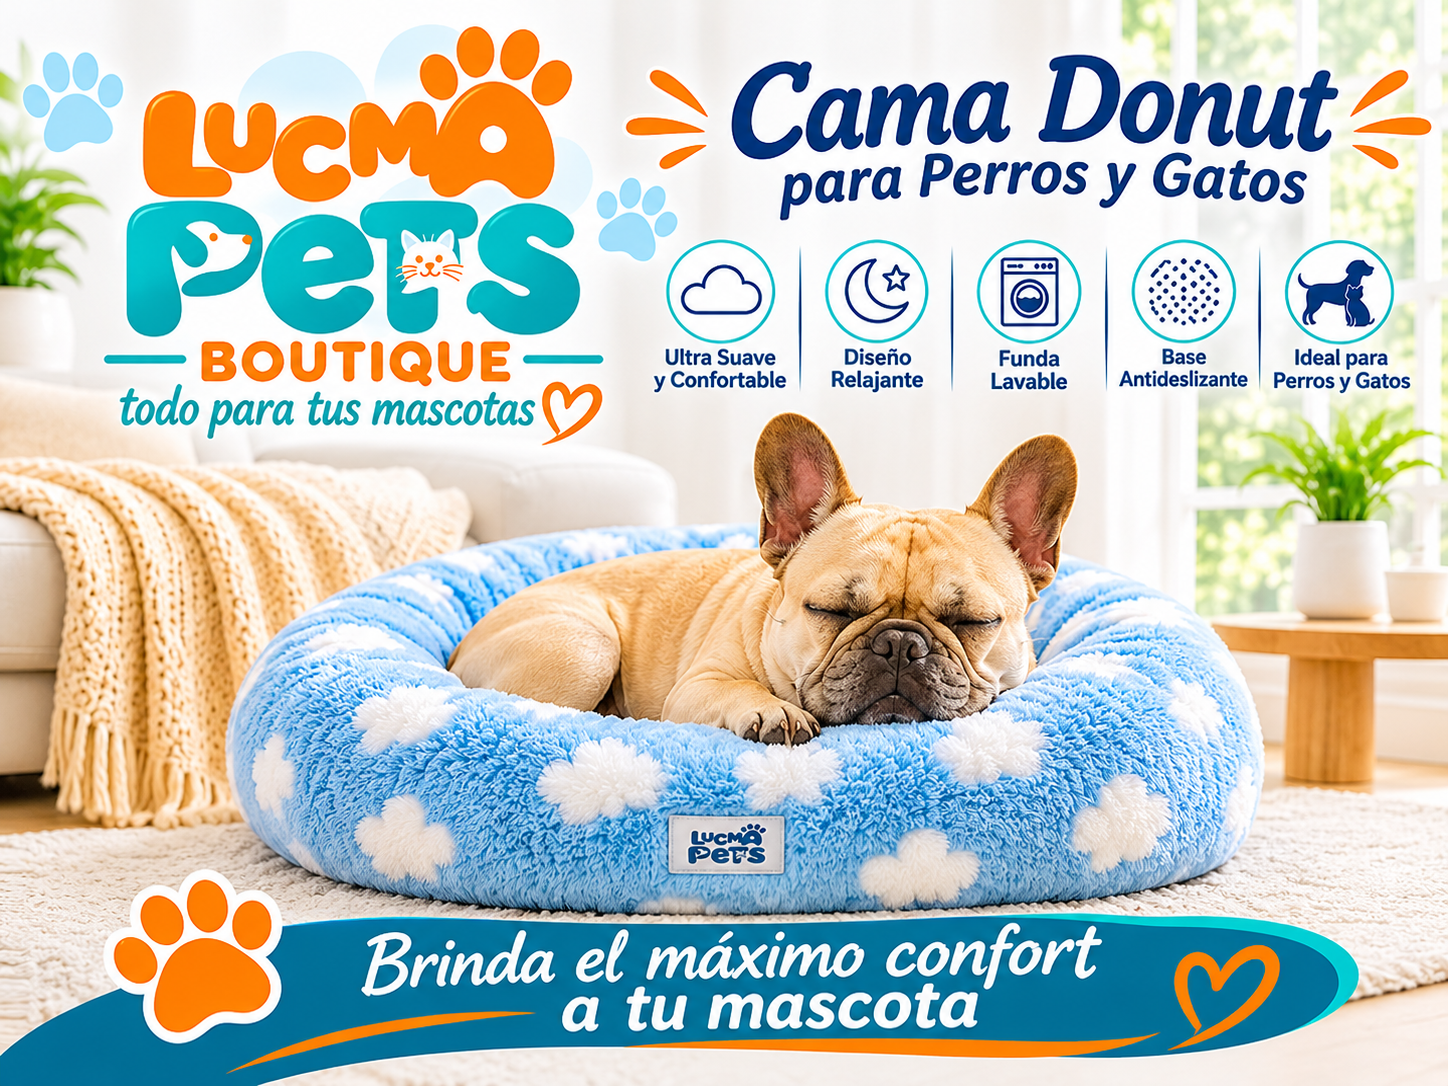 LUCMA
PETS
BOUTIQUE
todo para tus mascotas
Cama Donut
para Perros y Gatos
Ultra Suave
y Confortable
Diseño
Relajante
Funda
Lavable
Base
Antideslizante
Ideal para
Perros y Gatos
LUCMA
PETS
Brinda el máximo confort
a tu mascota